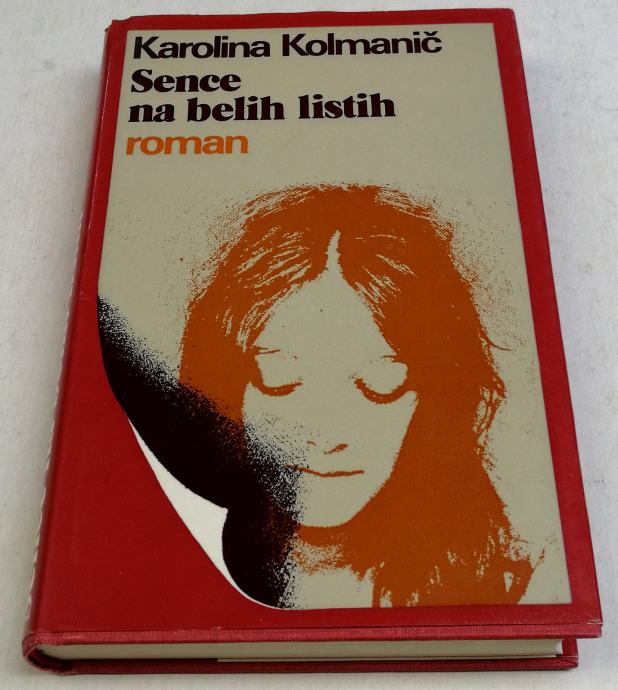 Karolina Kolmanič
Sence
na belih listih
roman